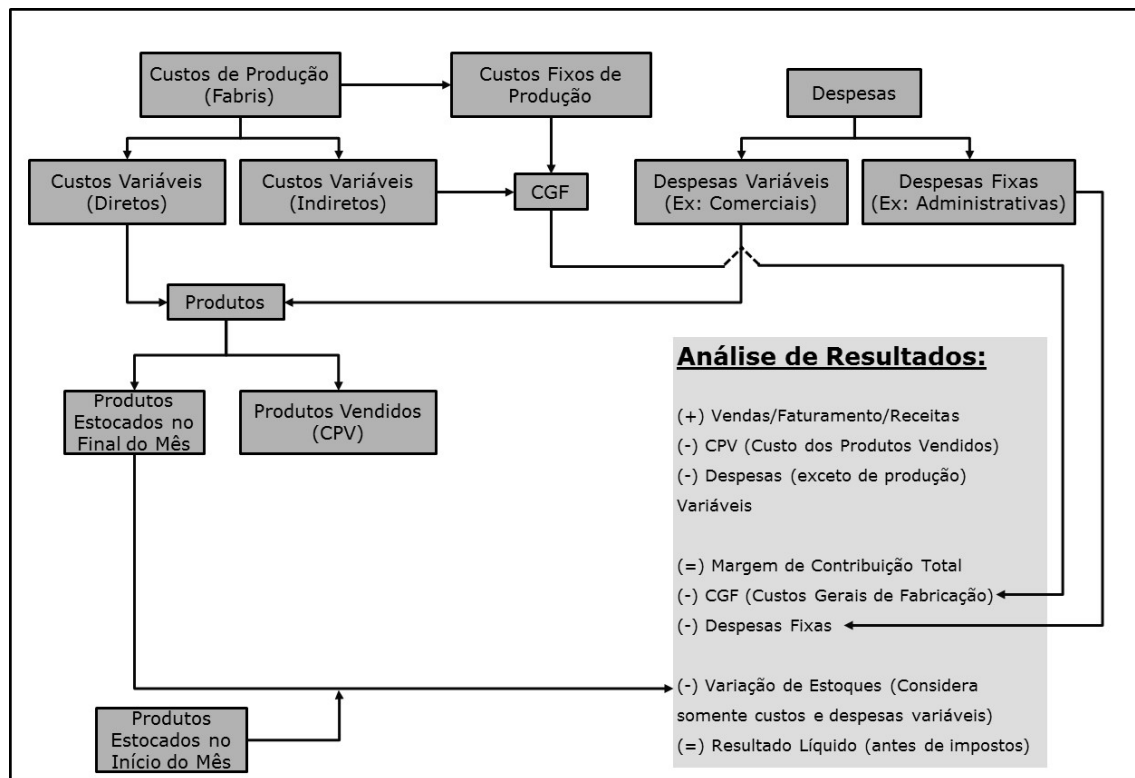 Custos de Produção
(Fabris)
Custos Fixos de
Produção
Despesas
Custos Variáveis
(Diretos)
Custos Variáveis
(Indiretos)
CGF
Despesas Variáveis
(Ex: Comerciais)
Despesas Fixas
(Ex: Administrativas)
Produtos
Produtos
Estocados no
Final do Mês
Produtos Vendidos
(CPV)
Análise de Resultados:
(+) Vendas/Faturamento/Receitas
(-) CPV (Custo dos Produtos Vendidos)
(-) Despesas (exceto de produção)
Variáveis
(=) Margem de Contribuição Total
(-) CGF (Custos Gerais de Fabricação)
(-) Despesas Fixas
(-) Variação de Estoques (Considera
somente custos e despesas variáveis)
(=) Resultado Líquido (antes de impostos)
Produtos
Estocados no
Início do Mês